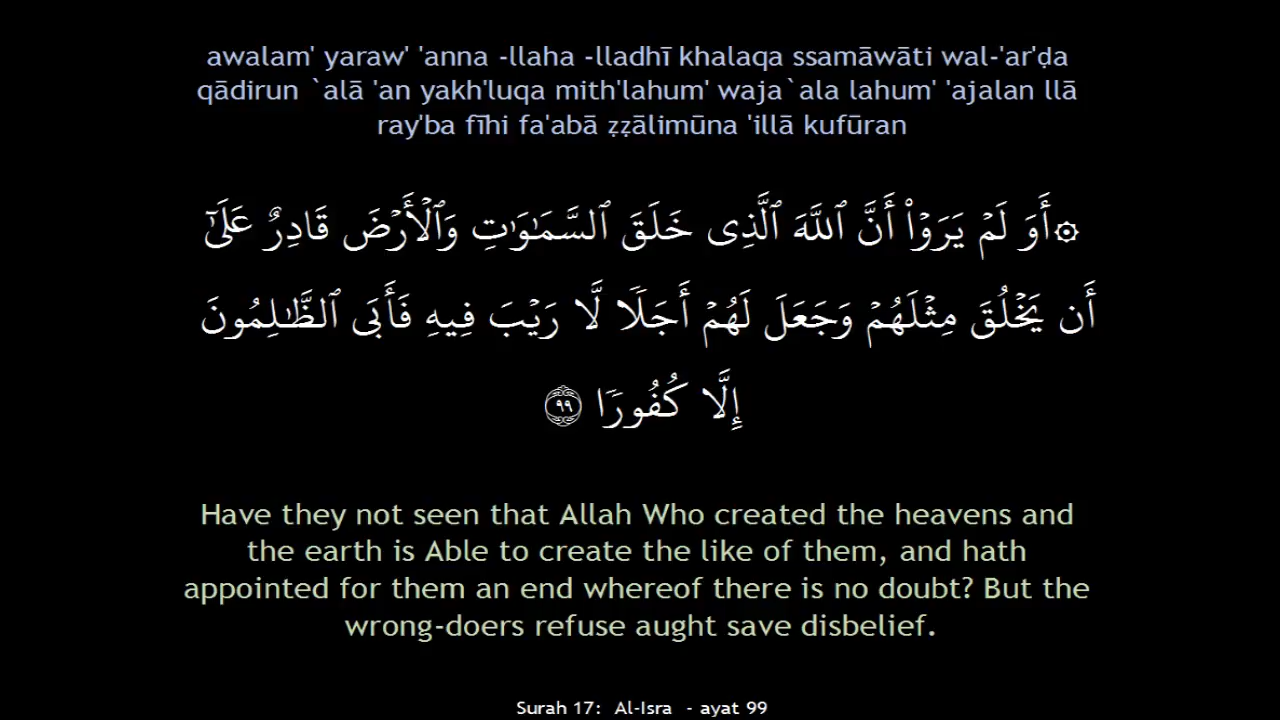 awalam' yaraw' 'anna -llaha -lladhī khalaqa ssamāwāti wal-'ar'ḍa
qādirun `alā 'an yakh'luqa mith'lahum' waja`ala lahum' 'ajalan llā
ray'ba fīhi fa'abā ẓẓālimūna 'illā kufūran
۞أَوَ لَمۡ يَرَوۡاْ أَنَّ ٱللَّهَ ٱلَّذِى خَلَقَ ٱلسَّمَـٰوَٲتِ وَٱلۡأَرۡضَ قَادِرٌ عَلَىٰٓ
أَن يَخۡلُقَ مِثۡلَهُمۡ وَجَعَلَ لَهُمۡ أَجَلاً۬ لَّا رَيۡبَ فِيهِ فَأَبَى ٱلظَّـٰلِمُونَ
إِلَّا كُفُورً۬ا ٩٩
Have they not seen that Allah Who created the heavens and
the earth is Able to create the like of them, and hath
appointed for them an end whereof there is no doubt? But the
wrong-doers refuse aught save disbelief.
Surah 17: Al-Isra - ayat 99